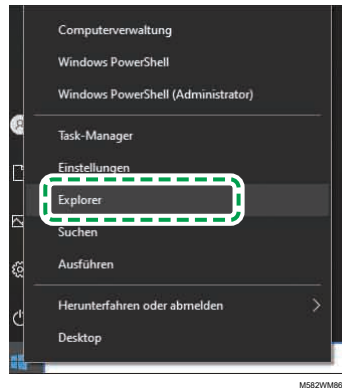 Computerverwaltung
Windows PowerShell
Windows PowerShell (Administrator)
Task-Manager
Einstellungen
Explorer
Suchen
Ausführen
Herunterfahren oder abmelden
Desktop
M582WM86